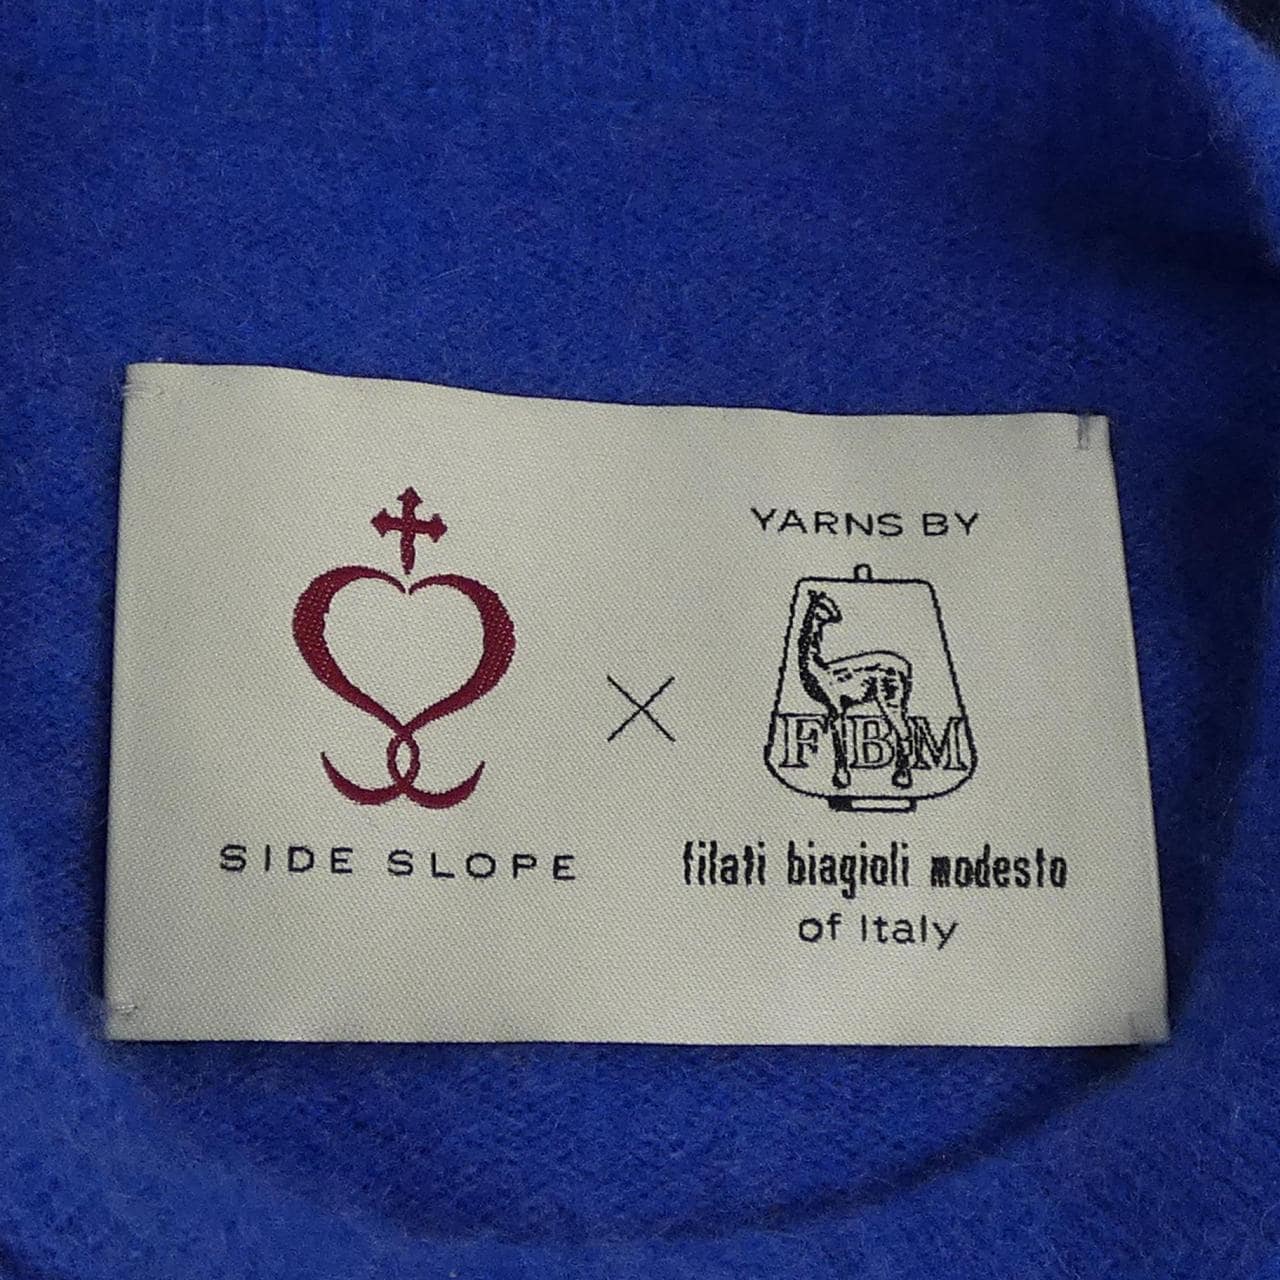 SIDE SLOPE
×
YARNS BY
FBM
filati biagioli modesto
of Italy